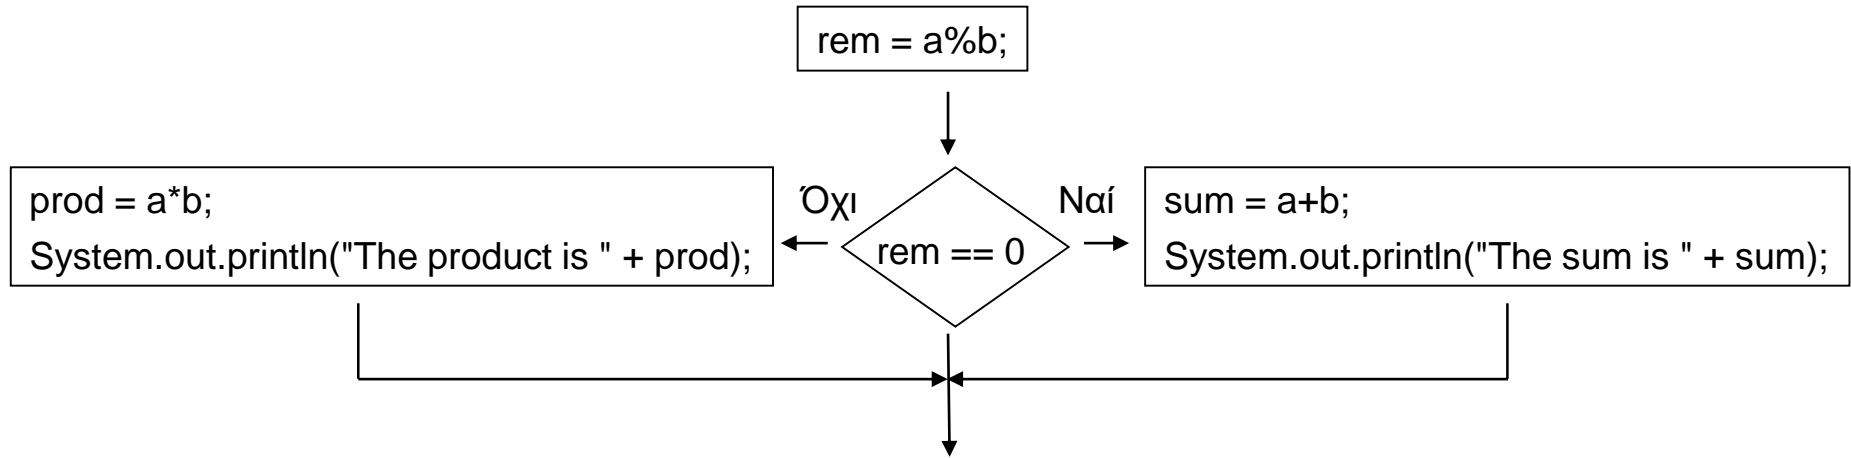 rem = a%b;
prod = a*b;
System.out.println("The product is " + prod);
Όχι
rem == 0
Ναί
sum = a+b;
System.out.println("The sum is " + sum);